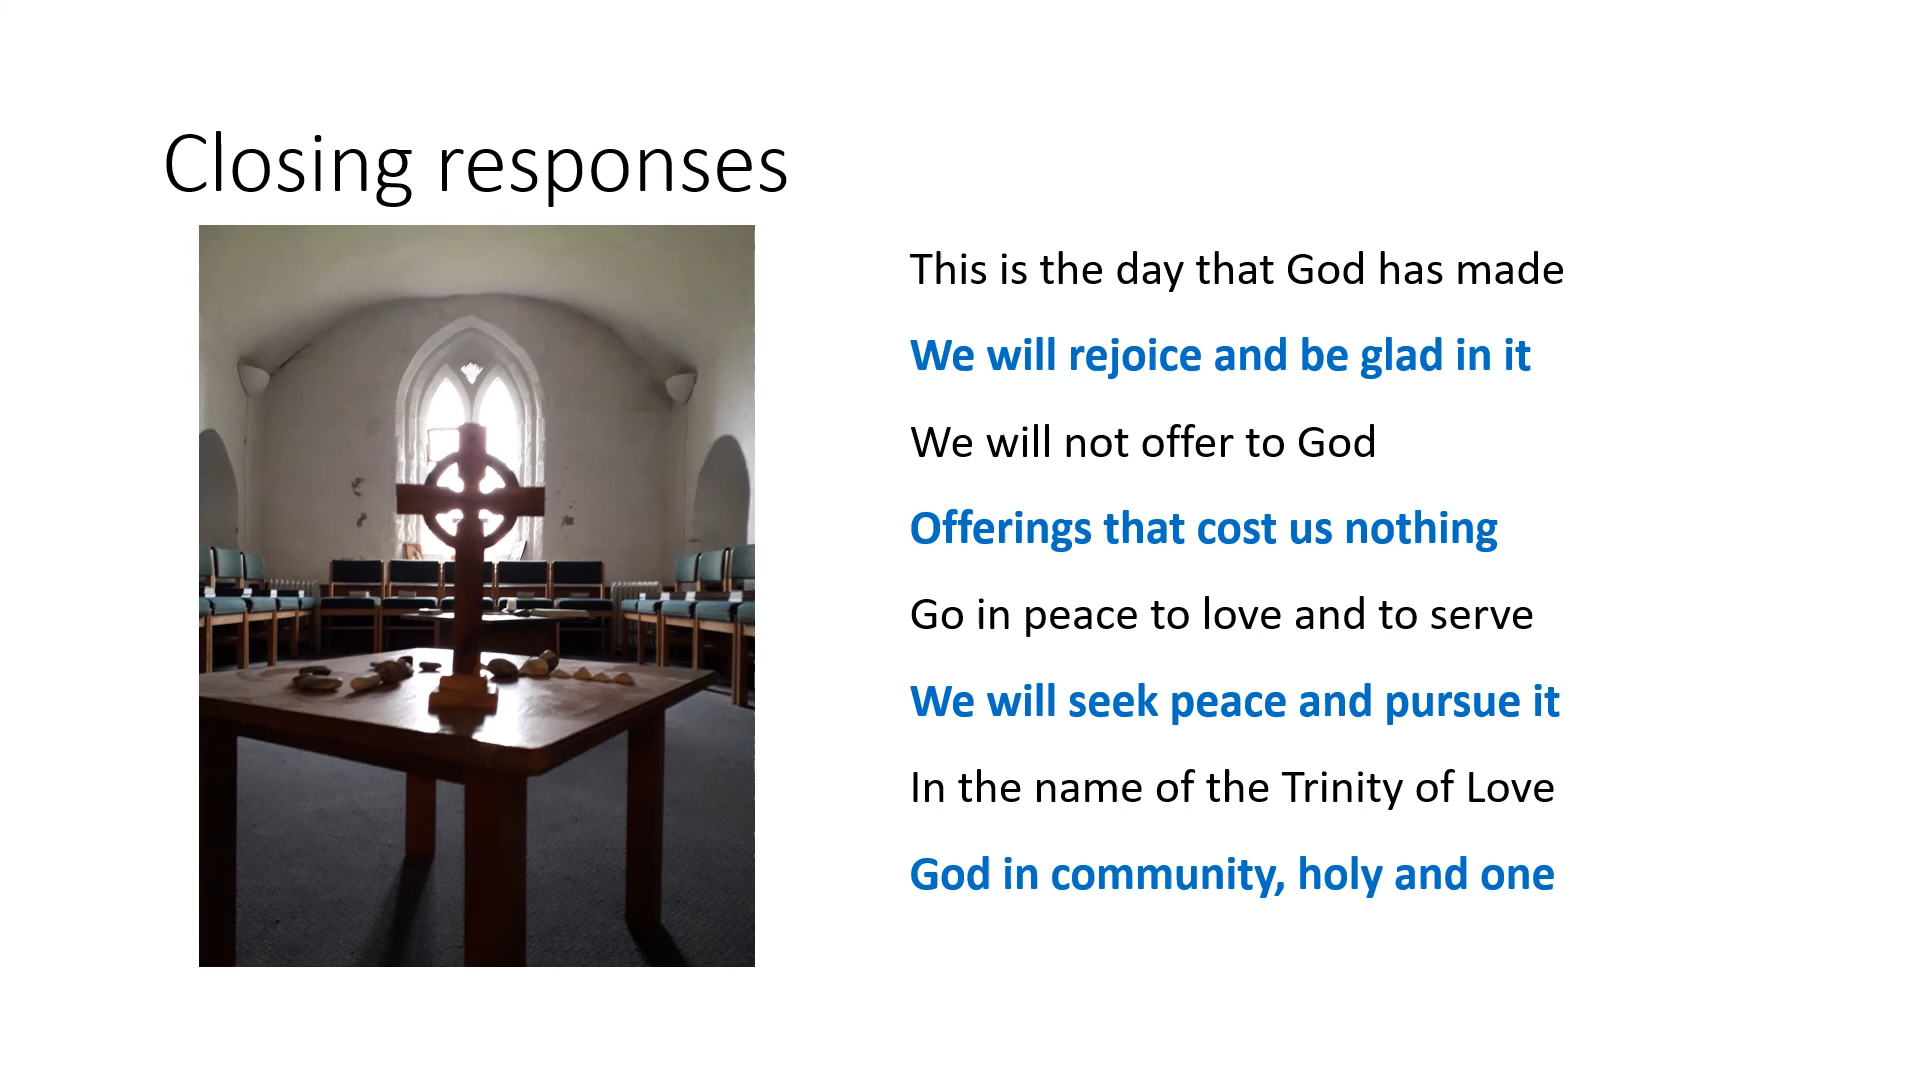 Closing responses
This is the day that God has made
We will rejoice and be glad in it
We will not offer to God
Offerings that cost us nothing
Go in peace to love and to serve
We will seek peace and pursue it
In the name of the Trinity of Love
God in community, holy and one